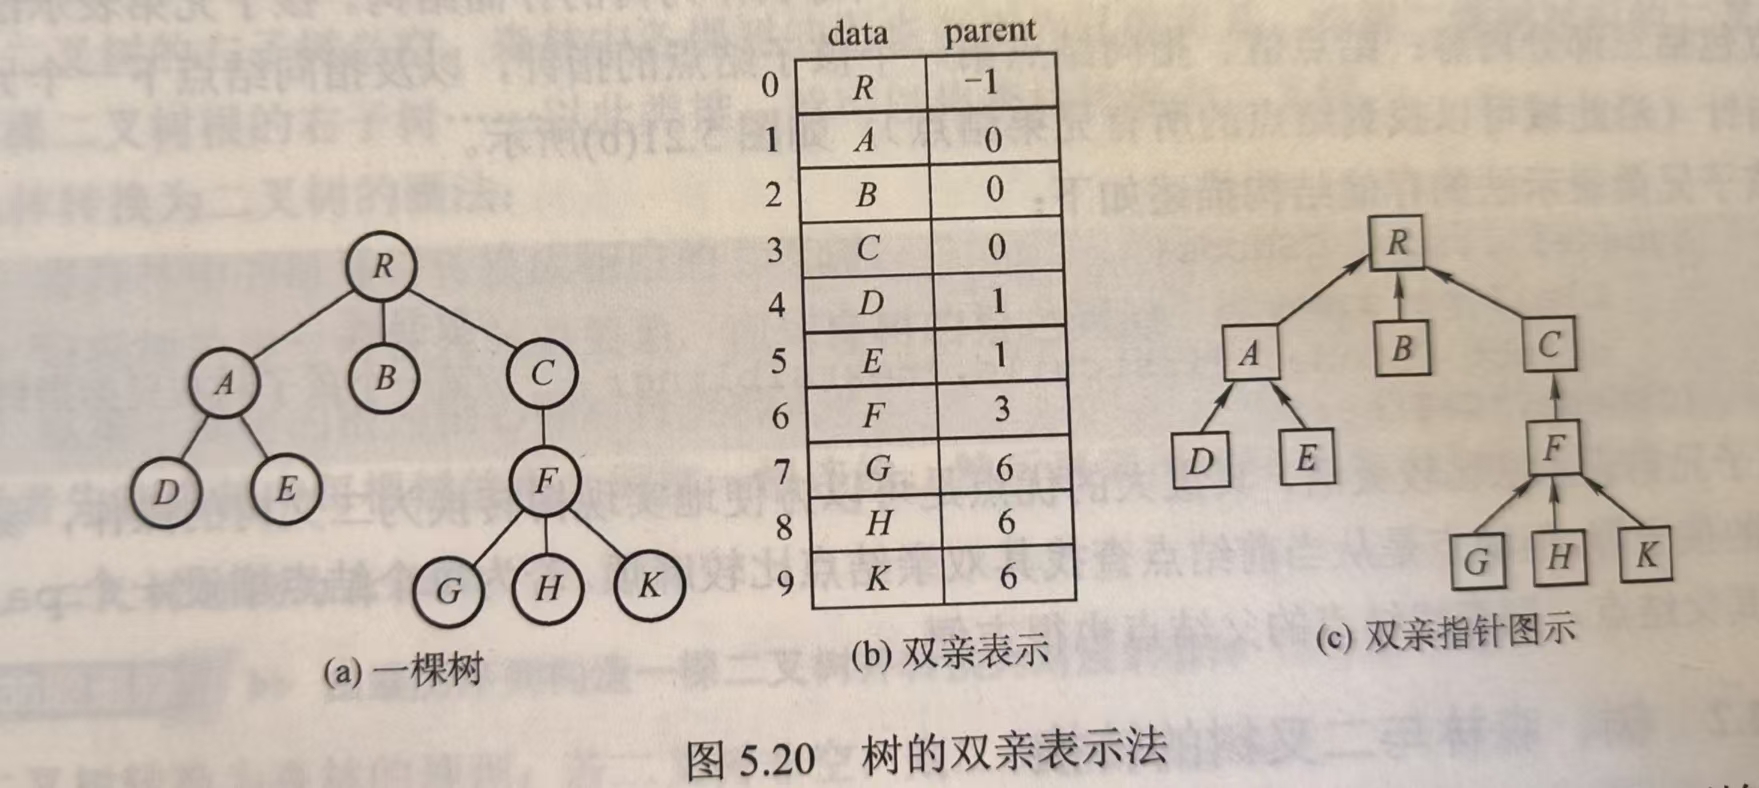 data parent
0 R -1
1 A 0
2 B 0
3 C 0
4 D 1
5 E 1
6 F 3
7 G 6
8 H 6
9 K 6
R
A B C
D E F
G H K
R
A B C
D E F
G H K
(a) 一棵树
(b) 双亲表示
(c) 双亲指针图示
图 5.20 树的双亲表示法